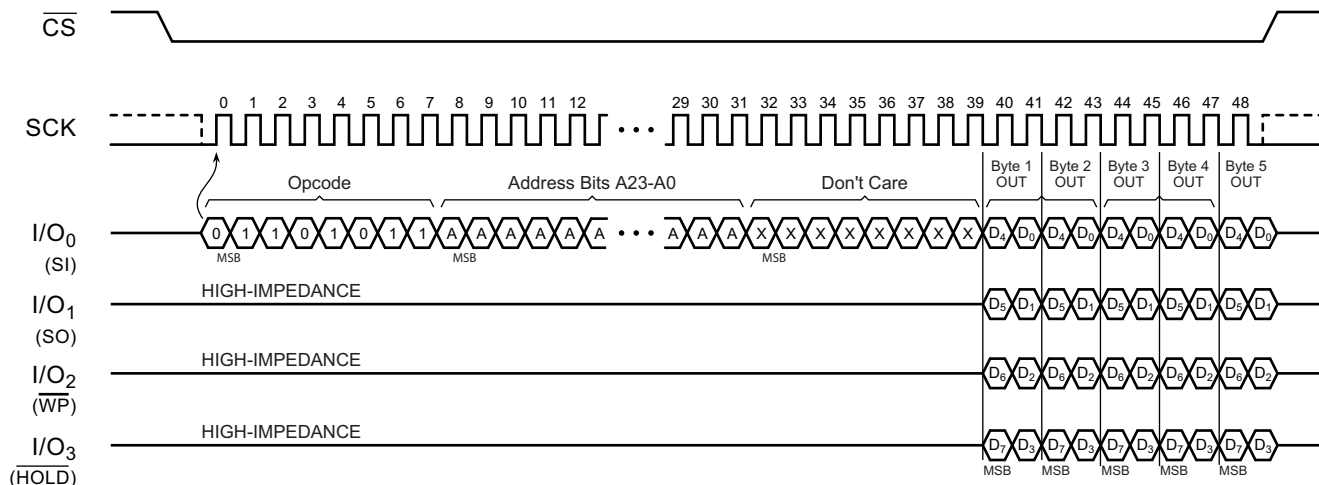 CS
SCK
0 1 2 3 4 5 6 7 8 9 10 11 12 29 30 31 32 33 34 35 36 37 38 39 40 41 42 43 44 45 46 47 48
Opcode
Address Bits A23-A0
Don't Care
Byte 1 OUT
Byte 2 OUT
Byte 3 OUT
Byte 4 OUT
Byte 5 OUT
I/O0 (SI)
0 1 1 0 1 0 1 1 A A A A A A A A A X X X X X X X X D4 D0 D4 D0 D4 D0 D4 D0 D4 D0
MSB MSB MSB
I/O1 (SO)
HIGH-IMPEDANCE
D5 D1 D5 D1 D5 D1 D5 D1 D5 D1
I/O2 (WP)
HIGH-IMPEDANCE
D6 D2 D6 D2 D6 D2 D6 D2 D6 D2
I/O3 (HOLD)
HIGH-IMPEDANCE
D7 D3 D7 D3 D7 D3 D7 D3 D7 D3
MSB MSB MSB MSB MSB